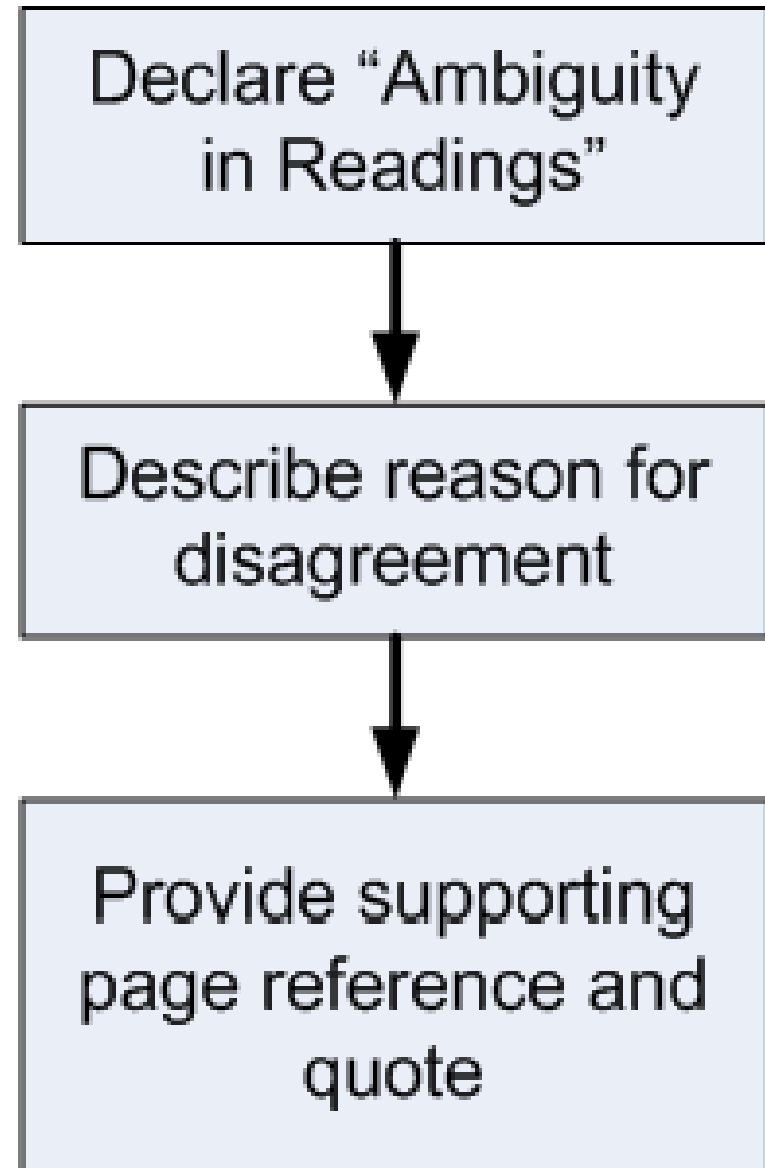 Declare “Ambiguity
in Readings”
Describe reason for
disagreement
Provide supporting
page reference and
quote